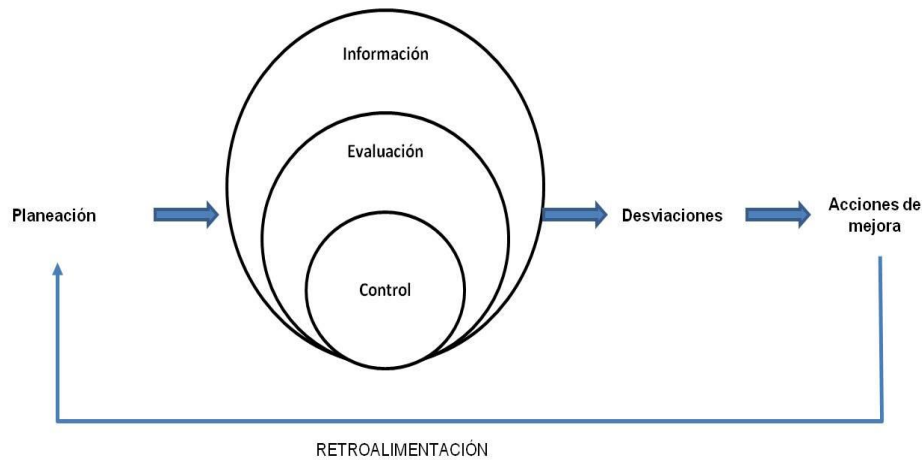 Información
Evaluación
Control
Planeación
Desviaciones
Acciones de
mejora
RETROALIMENTACIÓN